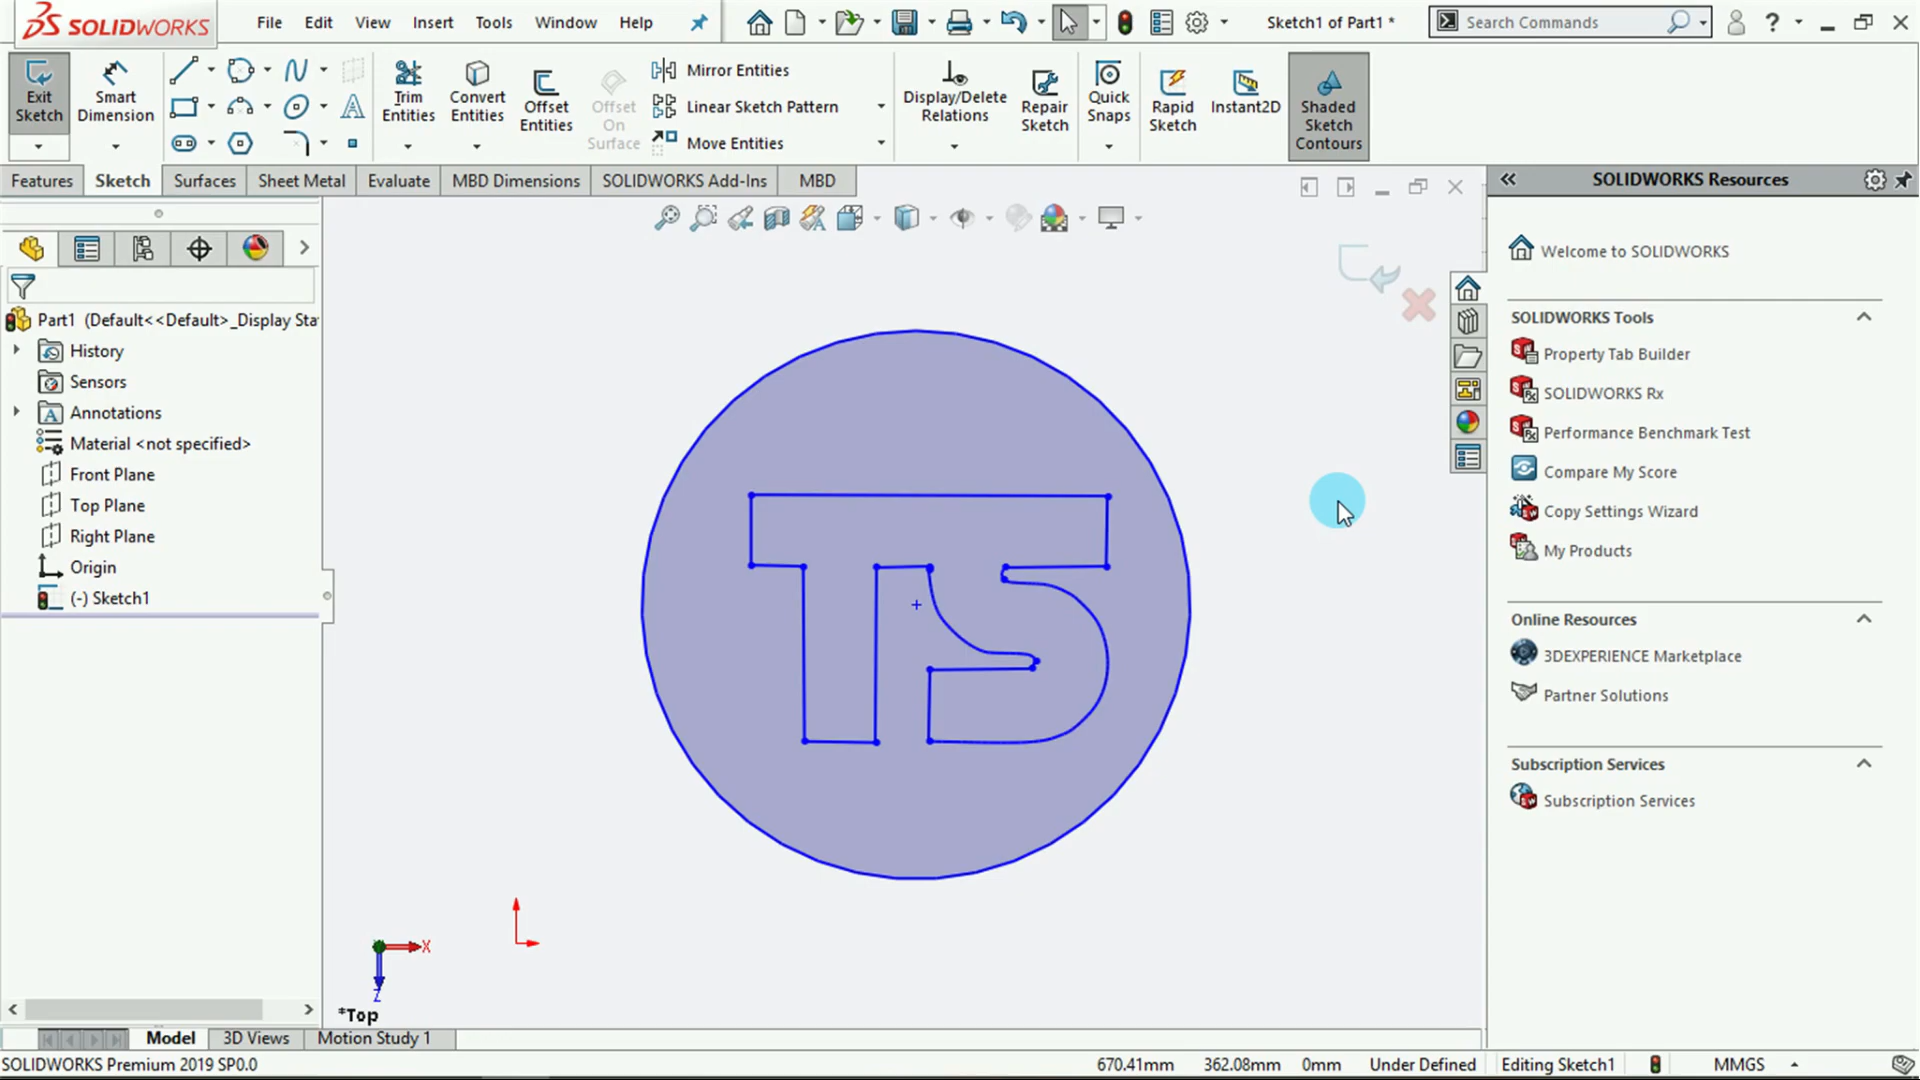 SOLIDWORKS File Edit View Insert Tools Window Help Sketch1 of Part1 * Search Commands ?
Exit Sketch
Smart Dimension
Trim Entities
Convert Entities
Offset Entities
Offset On Surface
Mirror Entities
Linear Sketch Pattern
Move Entities
Display/Delete Relations
Repair Sketch
Quick Snaps
Rapid Sketch
Instant2D
Shaded Sketch Contours
Features Sketch Surfaces Sheet Metal Evaluate MBD Dimensions SOLIDWORKS Add-Ins MBD
Part1 (Default<<Default>_Display Sta
History
Sensors
Annotations
Material <not specified>
Front Plane
Top Plane
Right Plane
Origin
(-) Sketch1
TS
X
Z
*Top
SOLIDWORKS Resources
Welcome to SOLIDWORKS
SOLIDWORKS Tools
Property Tab Builder
SOLIDWORKS Rx
Performance Benchmark Test
Compare My Score
Copy Settings Wizard
My Products
Online Resources
3DEXPERIENCE Marketplace
Partner Solutions
Subscription Services
Subscription Services
Model 3D Views Motion Study 1
SOLIDWORKS Premium 2019 SP0.0 670.41mm 362.08mm 0mm Under Defined Editing Sketch1 MMGS